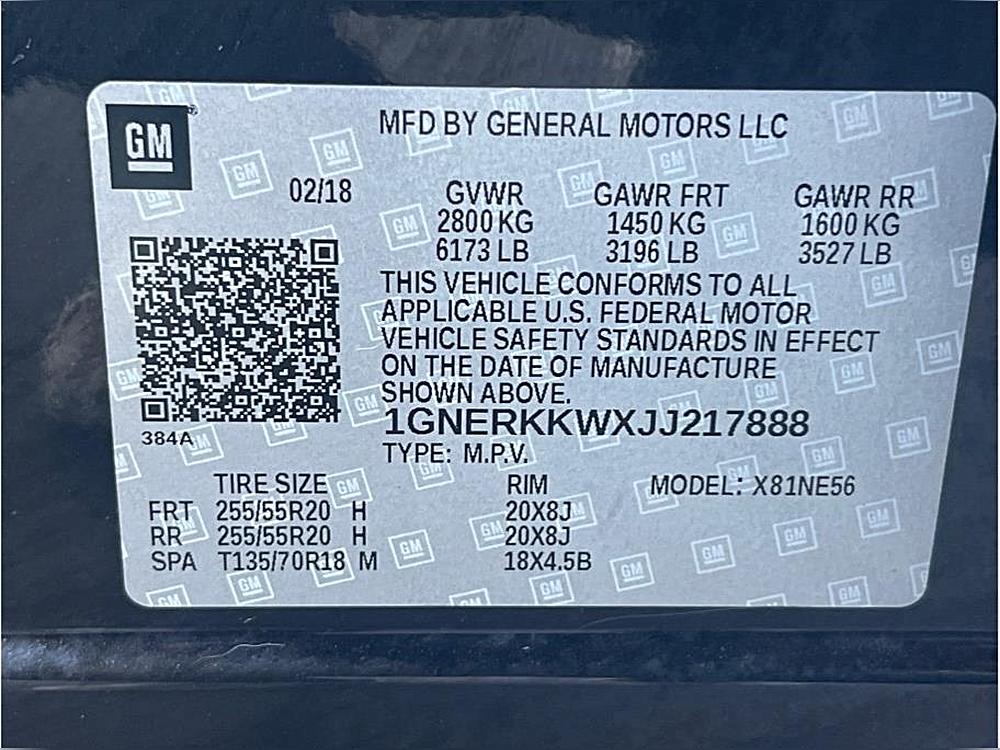 GM
MFD BY GENERAL MOTORS LLC
02/18 GVWR GAWR FRT GAWR RR
2800 KG 1450 KG 1600 KG
6173 LB 3196 LB 3527 LB
THIS VEHICLE CONFORMS TO ALL
APPLICABLE U.S. FEDERAL MOTOR
VEHICLE SAFETY STANDARDS IN EFFECT
ON THE DATE OF MANUFACTURE
SHOWN ABOVE.
384A
1GNERKKWXJJ217888
TYPE: M.P.V.
TIRE SIZE RIM MODEL: X81NE56
FRT 255/55R20 H 20X8J
RR 255/55R20 H 20X8J
SPA T135/70R18 M 18X4.5B